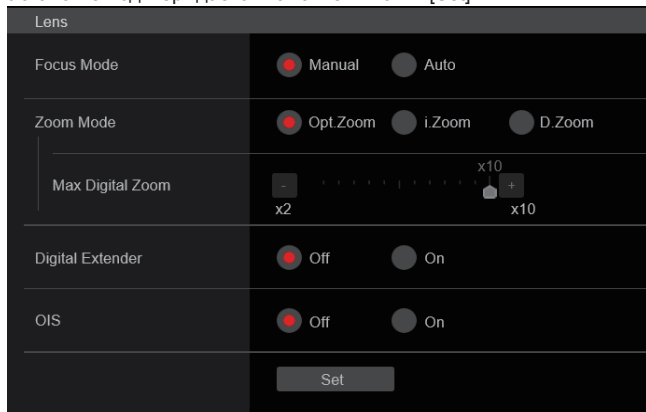 Lens
Focus Mode Manual Auto
Zoom Mode Opt.Zoom i.Zoom D.Zoom
x10
Max Digital Zoom - +
x2 x10
Digital Extender Off On
OIS Off On
Set